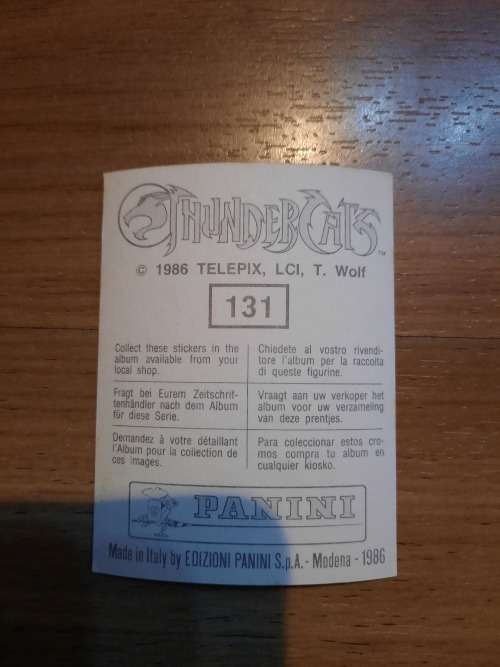 THUNDERCATS™
© 1986 TELEPIX, LCI, T. Wolf
131
Collect these stickers in the
album available from your
local shop.
Chiedete al vostro rivendi-
tore l'album per la raccolta
di queste figurine.
Fragt bei Eurem Zeitschrif-
tenhändler nach dem Album
für diese Serie.
Vraagt aan uw verkoper het
album voor uw verzameling
van deze prentjes.
Demandez à votre détaillant
l'Album pour la collection de
ces images.
Para coleccionar estos cro-
mos compra tu album en
cualquier kiosko.
PANINI
Made in Italy by EDIZIONI PANINI S.p.A. - Modena - 1986